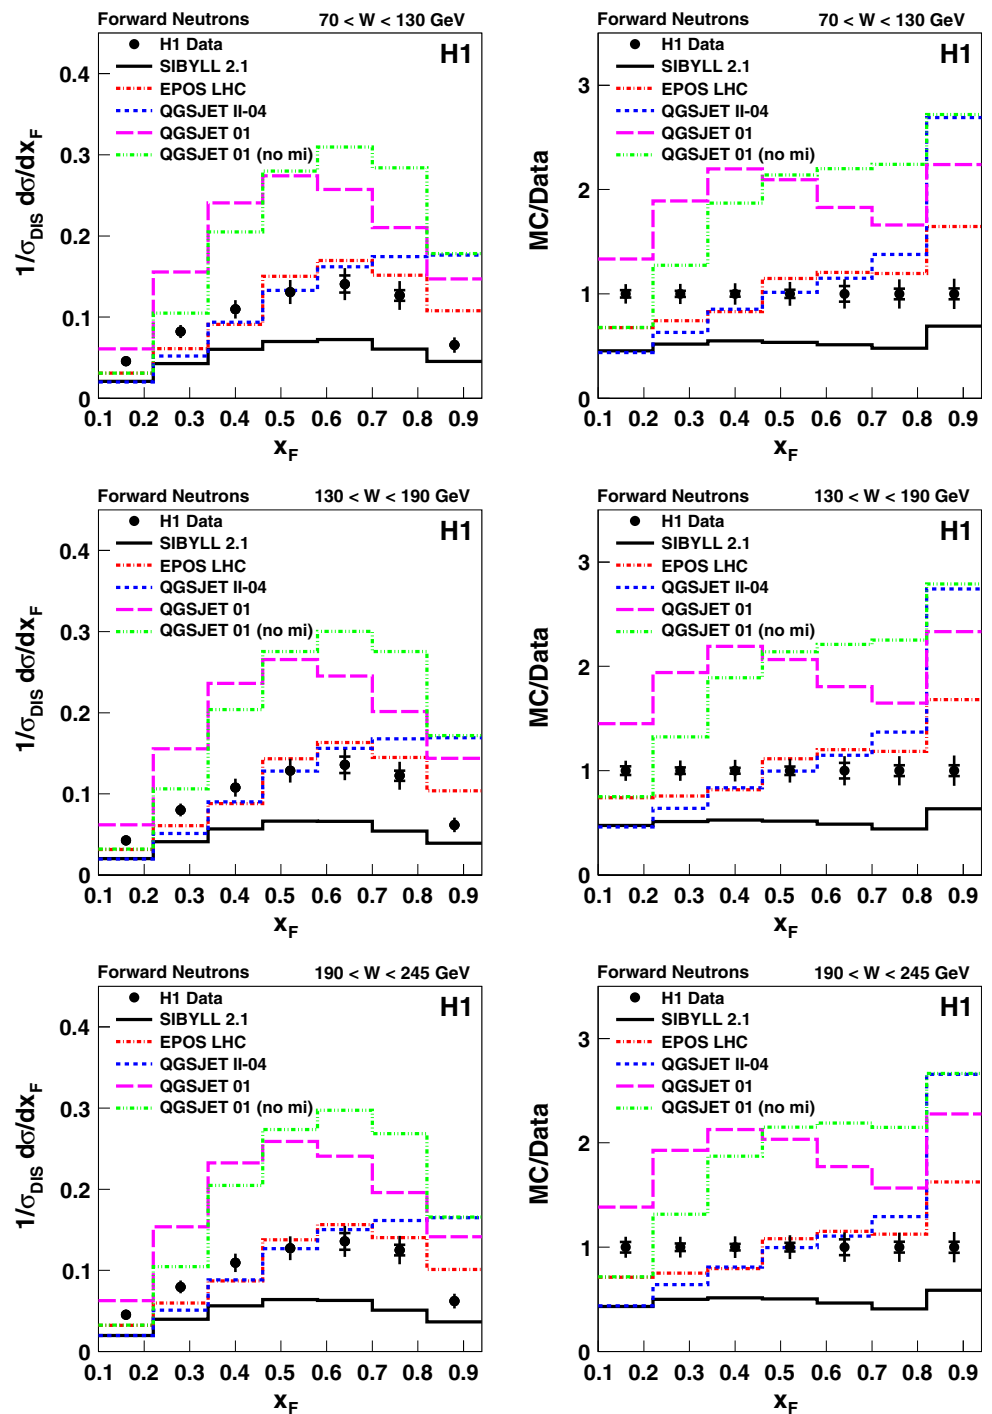 Forward Neutrons 70 < W < 130 GeV
H1
H1 Data
SIBYLL 2.1
EPOS LHC
QGSJET II-04
QGSJET 01
QGSJET 01 (no mi)
1/σDIS dσ/dxF
0.4
0.3
0.2
0.1
0
0.1 0.2 0.3 0.4 0.5 0.6 0.7 0.8 0.9
xF
Forward Neutrons 70 < W < 130 GeV
H1
H1 Data
SIBYLL 2.1
EPOS LHC
QGSJET II-04
QGSJET 01
QGSJET 01 (no mi)
MC/Data
3
2
1
0
0.1 0.2 0.3 0.4 0.5 0.6 0.7 0.8 0.9
xF
Forward Neutrons 130 < W < 190 GeV
H1
H1 Data
SIBYLL 2.1
EPOS LHC
QGSJET II-04
QGSJET 01
QGSJET 01 (no mi)
1/σDIS dσ/dxF
0.4
0.3
0.2
0.1
0
0.1 0.2 0.3 0.4 0.5 0.6 0.7 0.8 0.9
xF
Forward Neutrons 130 < W < 190 GeV
H1
H1 Data
SIBYLL 2.1
EPOS LHC
QGSJET II-04
QGSJET 01
QGSJET 01 (no mi)
MC/Data
3
2
1
0
0.1 0.2 0.3 0.4 0.5 0.6 0.7 0.8 0.9
xF
Forward Neutrons 190 < W < 245 GeV
H1
H1 Data
SIBYLL 2.1
EPOS LHC
QGSJET II-04
QGSJET 01
QGSJET 01 (no mi)
1/σDIS dσ/dxF
0.4
0.3
0.2
0.1
0
0.1 0.2 0.3 0.4 0.5 0.6 0.7 0.8 0.9
xF
Forward Neutrons 190 < W < 245 GeV
H1
H1 Data
SIBYLL 2.1
EPOS LHC
QGSJET II-04
QGSJET 01
QGSJET 01 (no mi)
MC/Data
3
2
1
0
0.1 0.2 0.3 0.4 0.5 0.6 0.7 0.8 0.9
xF